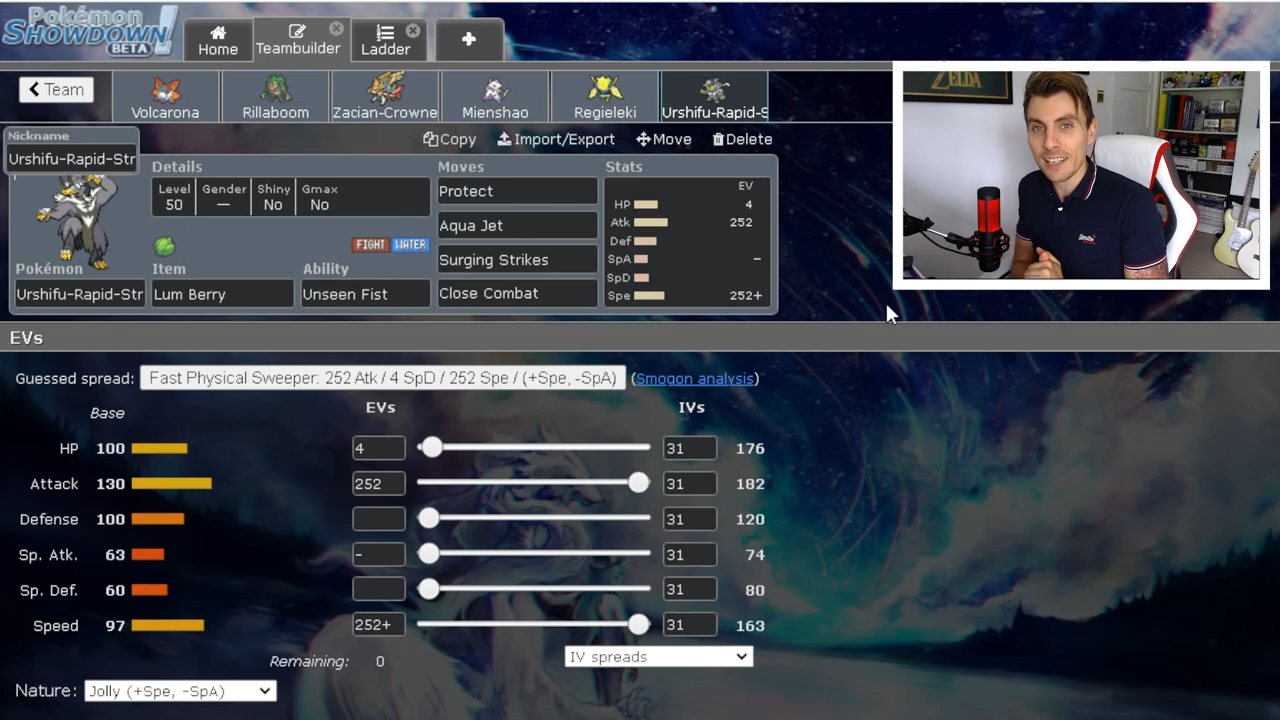 Pokémon
SHOWDOWN!
BETA
Home
Teambuilder
Ladder
ZELDA
Team
Volcarona
Rillaboom
Zacian-Crowne
Mienshao
Regieleki
Urshifu-Rapid-S
Nickname
Urshifu-Rapid-Str
Copy
Import/Export
Move
Delete
Details
Level
50
Gender
—
Shiny
No
Gmax
No
FIGHT
WATER
Pokémon
Urshifu-Rapid-Str
Item
Lum Berry
Ability
Unseen Fist
Moves
Protect
Aqua Jet
Surging Strikes
Close Combat
Stats
EV
HP 4
Atk 252
Def
SpA –
SpD
Spe 252+
EVs
Guessed spread: Fast Physical Sweeper: 252 Atk / 4 SpD / 252 Spe / (+Spe, -SpA) (Smogon analysis)
Base EVs IVs
HP 100 4 31 176
Attack 130 252 31 182
Defense 100 31 120
Sp. Atk. 63 - 31 74
Sp. Def. 60 31 80
Speed 97 252+ 31 163
Remaining: 0
IV spreads
Nature: Jolly (+Spe, -SpA)